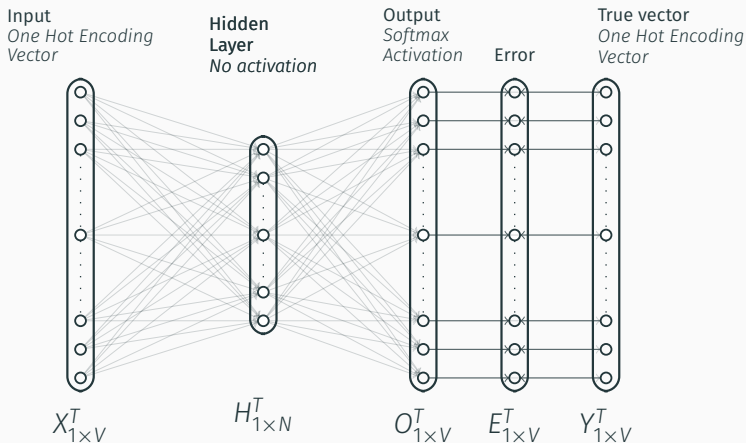 Input
One Hot Encoding
Vector
Hidden
Layer
No activation
Output
Softmax
Activation
Error
True vector
One Hot Encoding
Vector
X^T_{1×V}
H^T_{1×N}
O^T_{1×V}
E^T_{1×V}
Y^T_{1×V}